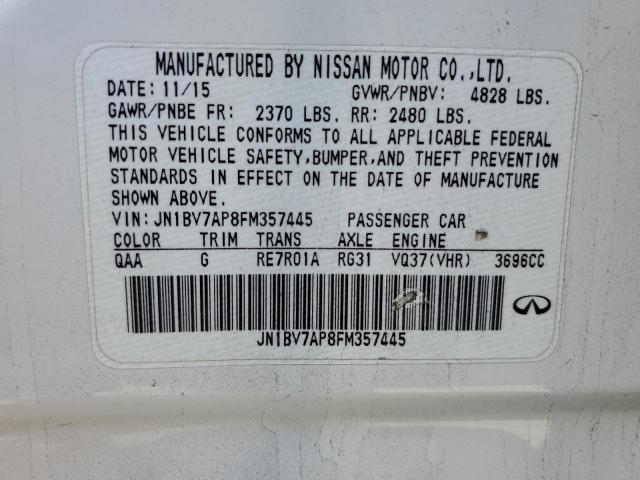 MANUFACTURED BY NISSAN MOTOR CO.,LTD.
DATE: 11/15 GVWR/PNBV: 4828 LBS.
GAWR/PNBE FR: 2370 LBS. RR: 2480 LBS.
THIS VEHICLE CONFORMS TO ALL APPLICABLE FEDERAL
MOTOR VEHICLE SAFETY,BUMPER,AND THEFT PREVENTION
STANDARDS IN EFFECT ON THE DATE OF MANUFACTURE
SHOWN ABOVE.
VIN: JN1BV7AP8FM357445 PASSENGER CAR
COLOR TRIM TRANS AXLE ENGINE
QAA G RE7R01A RG31 VQ37(VHR) 3696CC
JN1BV7AP8FM357445